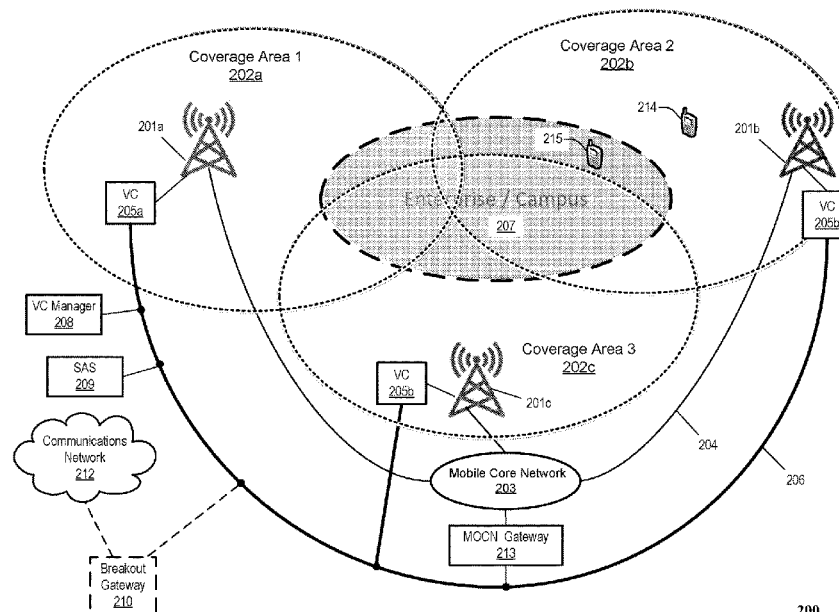 Coverage Area 1
202a
Coverage Area 2
202b
214
201a
215
201b
VC
205a
Enterprise / Campus
207
VC
205b
VC Manager
208
SAS
209
Coverage Area 3
202c
VC
205b
201c
Communications
Network
212
Mobile Core Network
203
204
206
MOCN Gateway
213
Breakout
Gateway
210
200